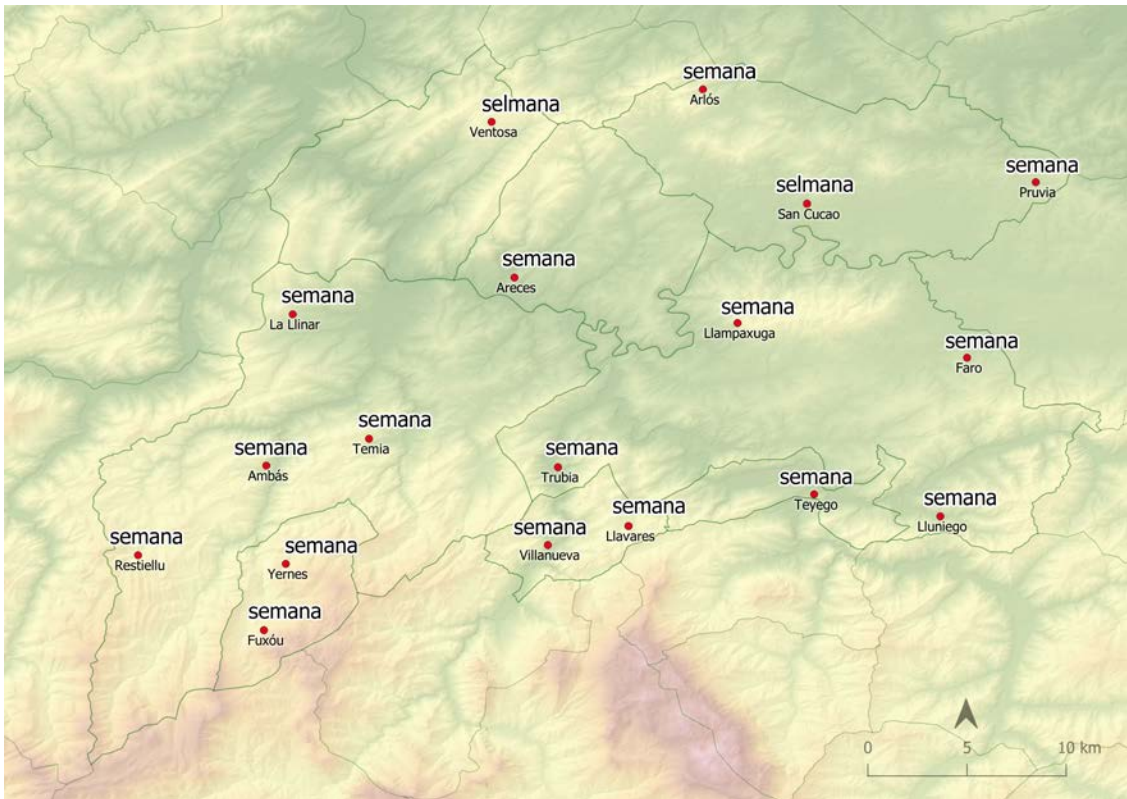 semana
Arlós
selmana
Ventosa
semana
Pruvia
selmana
San Cucao
semana
Areces
semana
La Llinar
semana
Llampaxuga
semana
Faro
semana
Temia
semana
Ambás
semana
Trubia
semana
Teyego
semana
Lluniego
semana
Llavares
semana
Villanueva
semana
Restiellu
semana
Yernes
semana
Fuxóu
0 5 10 km